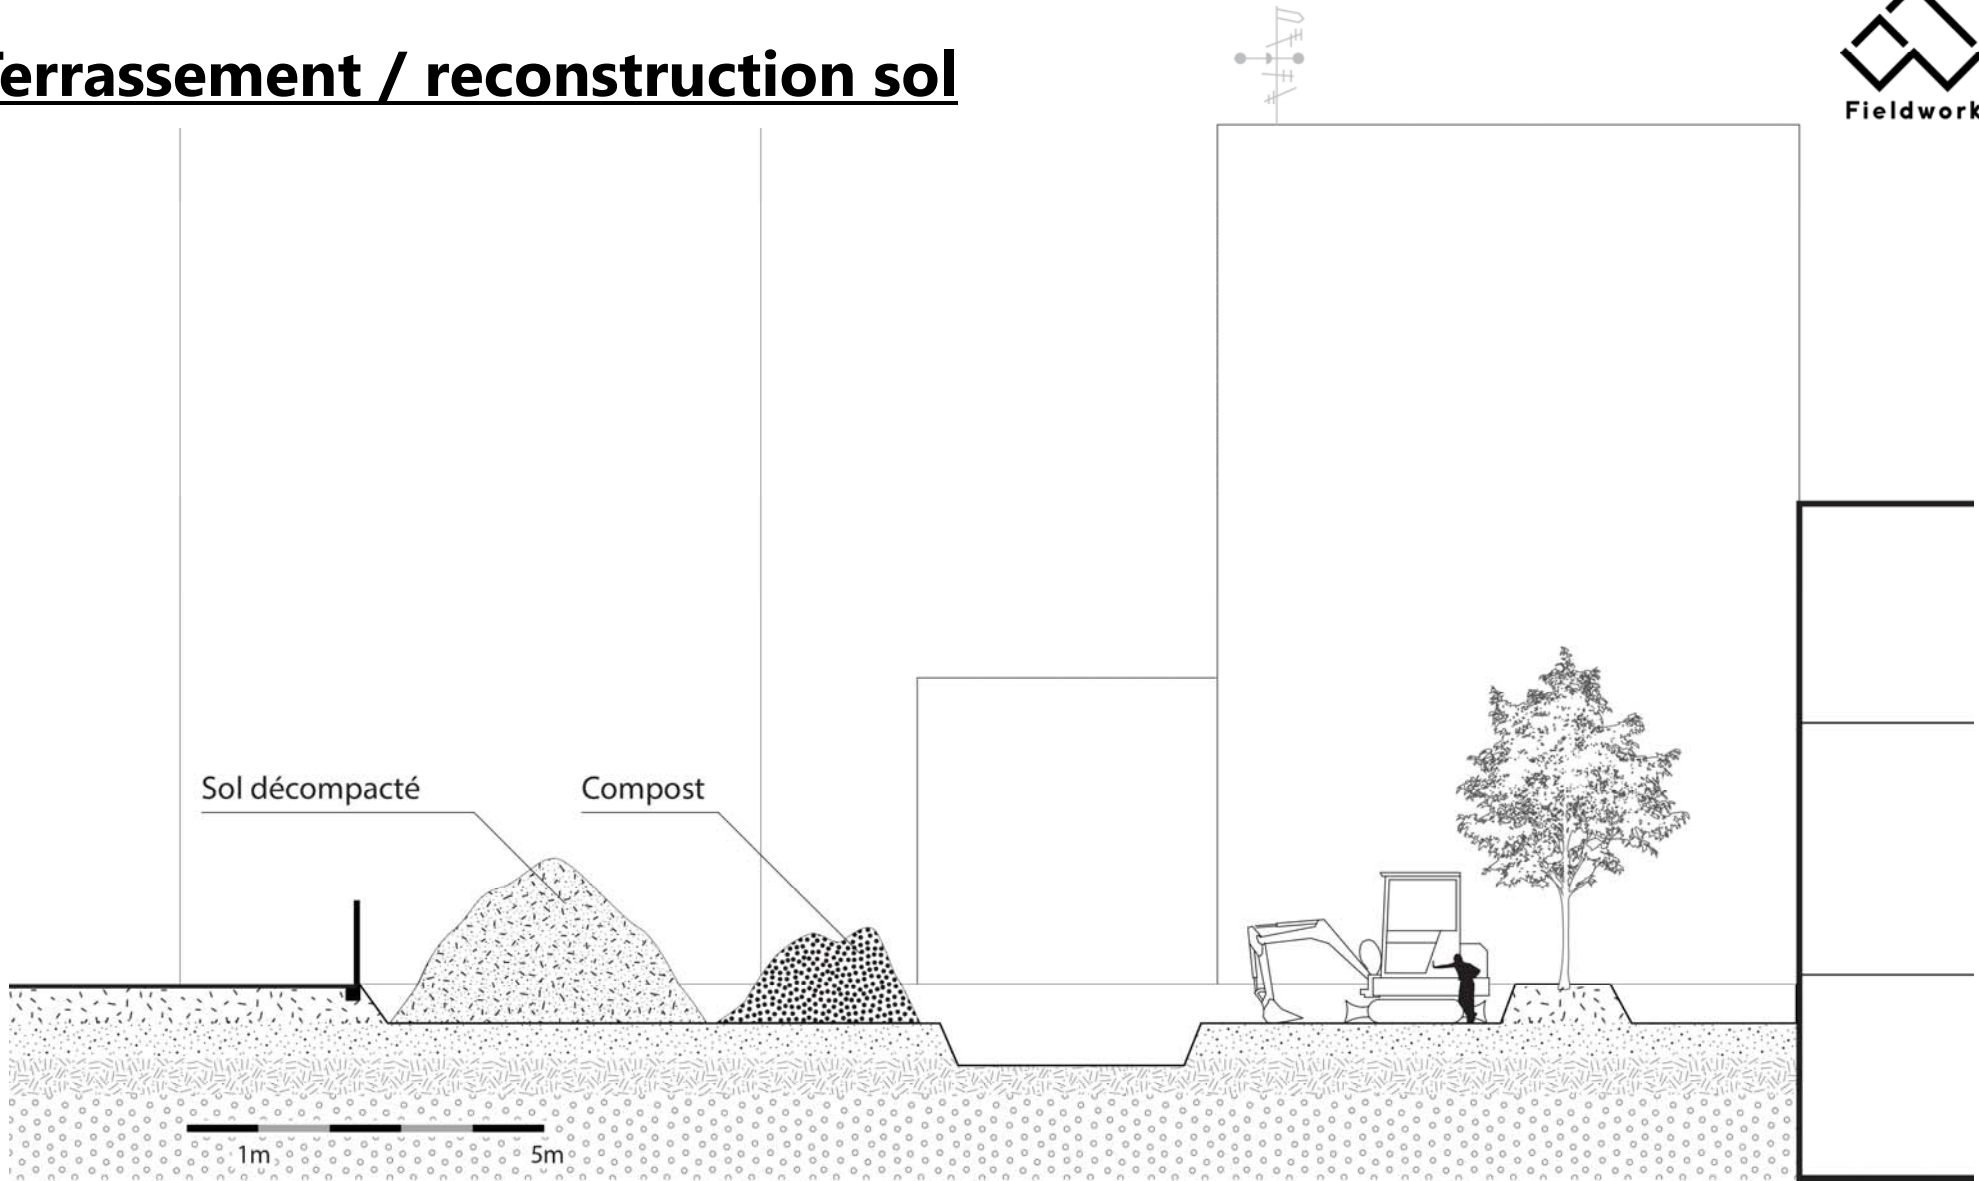 errassement / reconstruction sol
Fieldwork
Sol décompacté
Compost
1m
5m